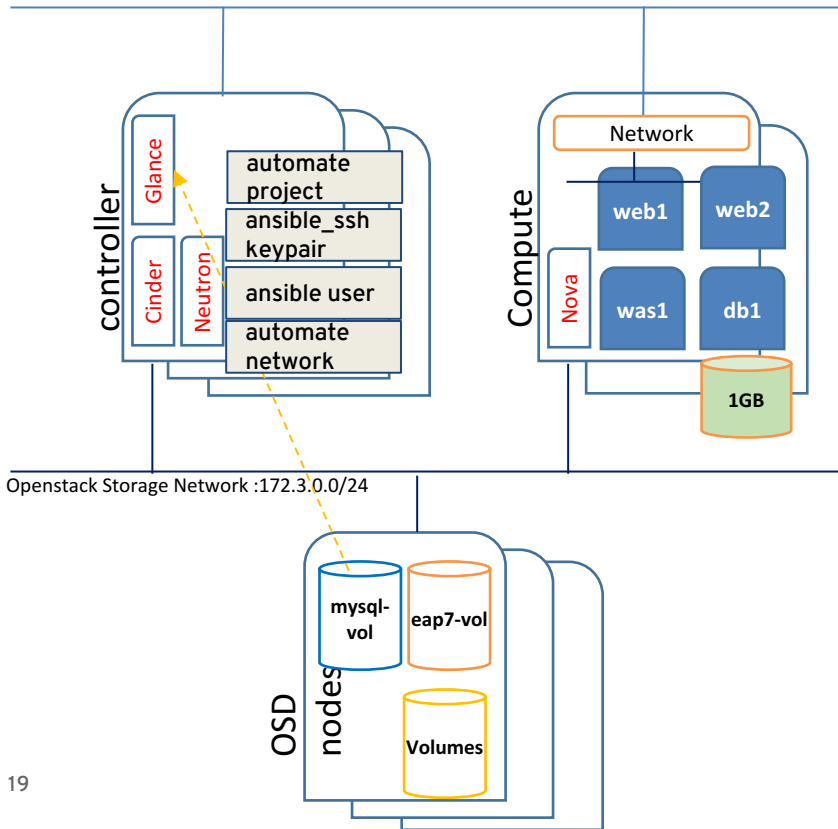 controller
Glance
Cinder
Neutron
automate
project
ansible_ssh
keypair
ansible user
automate
network
Compute
Network
Nova
web1
web2
was1
db1
1GB
Openstack Storage Network :172.3.0.0/24
OSD
nodes
mysql-
vol
eap7-vol
Volumes
19